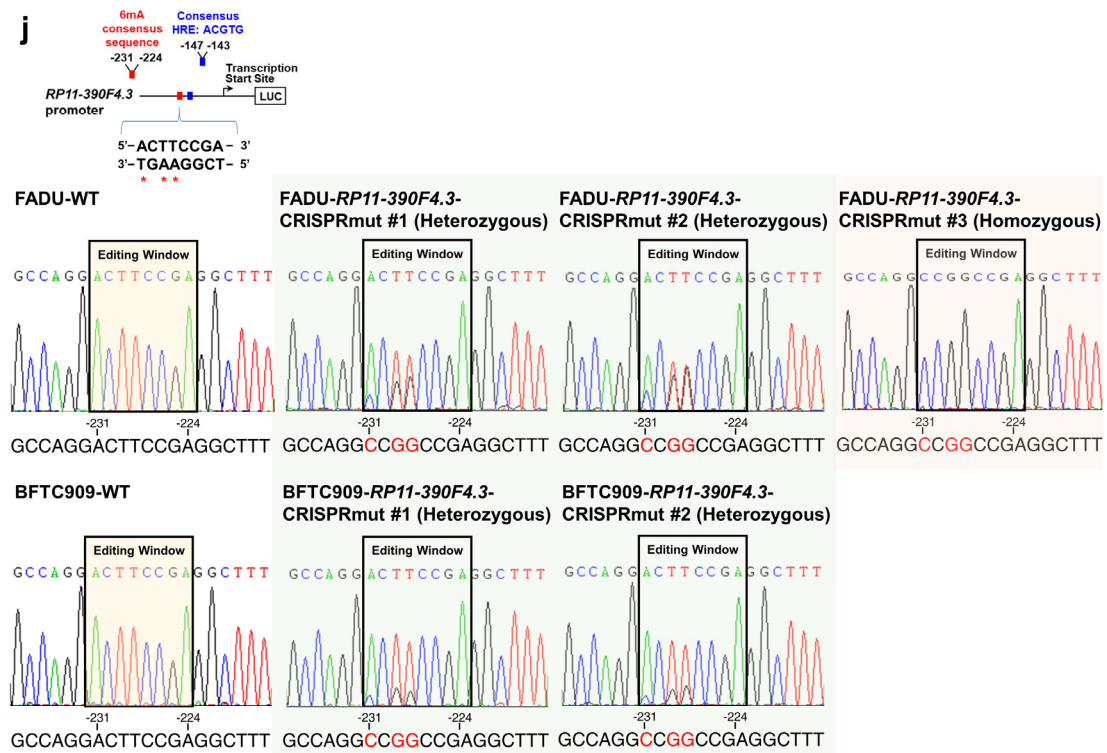 j
6mA
consensus
sequence
-231 -224
Consensus
HRE: ACGTG
-147 -143
Transcription
Start Site
RP11-390F4.3
promoter
LUC
5'-ACTTCCGA- 3'
3'-TGAAGGCT- 5'
* * *
FADU-WT
Editing Window
GCCAGGACTTCCGAGGCTTT
-231 -224
GCCAGGACTTCCGAGGCTTT
FADU-RP11-390F4.3-
CRISPRmut #1 (Heterozygous)
Editing Window
GCCAGGACTTCCGAGGCTTT
-231 -224
GCCAGGCCGGCCGAGGCTTT
FADU-RP11-390F4.3-
CRISPRmut #2 (Heterozygous)
Editing Window
GCCAGGACTTCCGAGGCTTT
-231 -224
GCCAGGCCGGCCGAGGCTTT
FADU-RP11-390F4.3-
CRISPRmut #3 (Homozygous)
Editing Window
GCCAGGCCGGCCGAGGCTTT
-231 -224
GCCAGGCCGGCCGAGGCTTT
BFTC909-WT
Editing Window
GCCAGGACTTCCGAGGCTTT
-231 -224
GCCAGGACTTCCGAGGCTTT
BFTC909-RP11-390F4.3-
CRISPRmut #1 (Heterozygous)
Editing Window
GCCAGGACTTCCGAGGCTTT
-231 -224
GCCAGGCCGGCCGAGGCTTT
BFTC909-RP11-390F4.3-
CRISPRmut #2 (Heterozygous)
Editing Window
GCCAGGACTTCCGAGGCTTT
-231 -224
GCCAGGCCGGCCGAGGCTTT